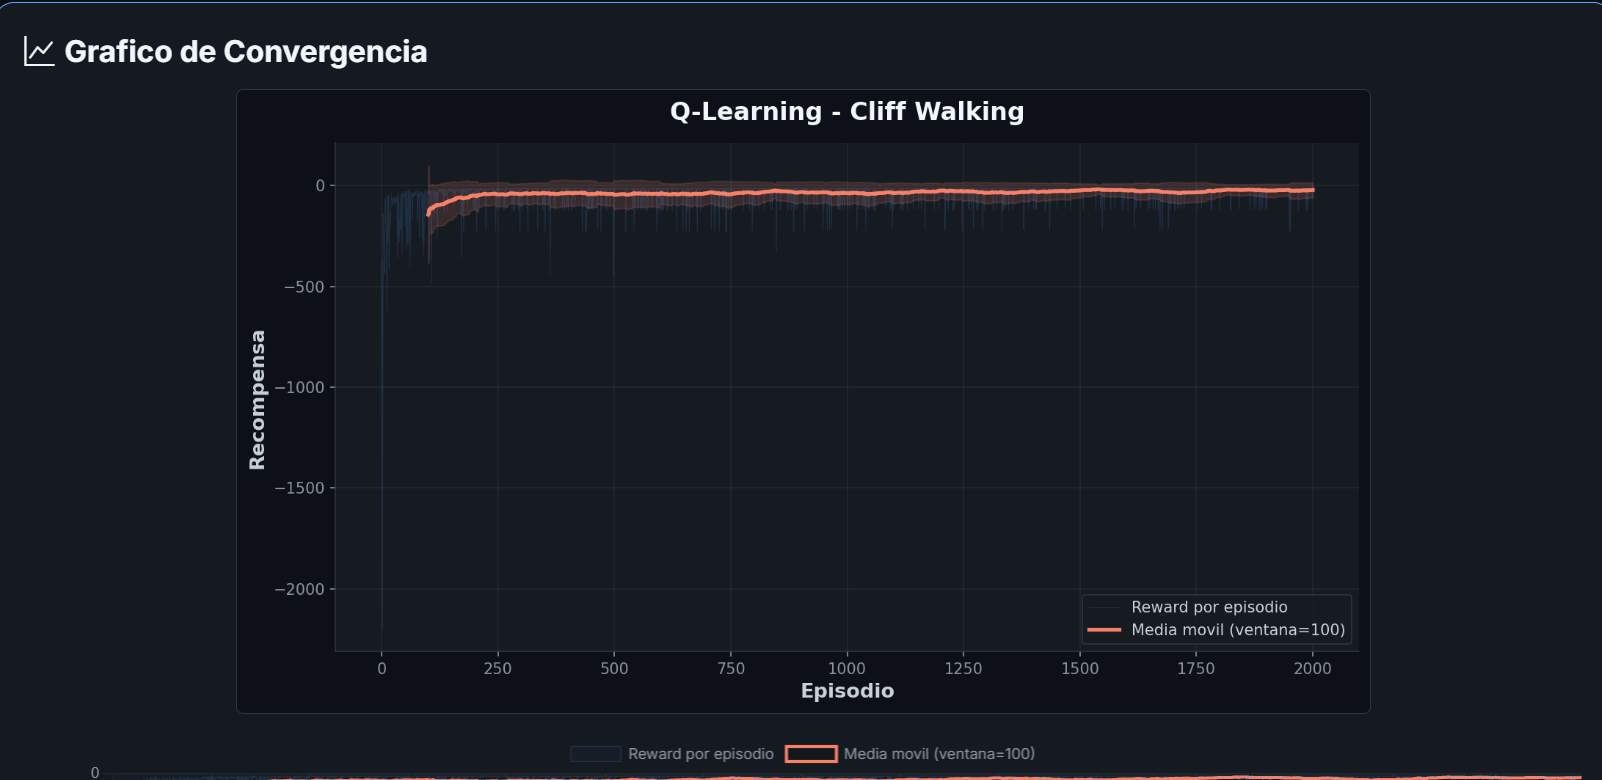 Grafico de Convergencia
Q-Learning - Cliff Walking
0
−500
−1000
−1500
−2000
Recompensa
Reward por episodio
Media movil (ventana=100)
0 250 500 750 1000 1250 1500 1750 2000
Episodio
Reward por episodio Media movil (ventana=100)
0